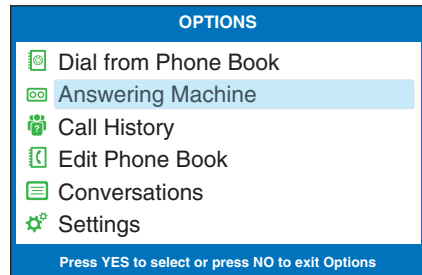 OPTIONS
Dial from Phone Book
Answering Machine
Call History
Edit Phone Book
Conversations
Settings
Press YES to select or press NO to exit Options